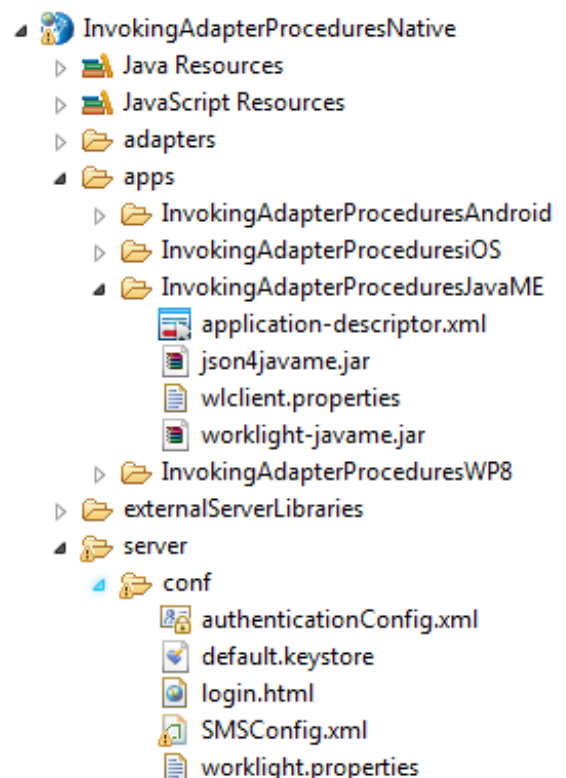 InvokingAdapterProceduresNative
Java Resources
JavaScript Resources
adapters
apps
InvokingAdapterProceduresAndroid
InvokingAdapterProceduresiOS
InvokingAdapterProceduresJavaME
application-descriptor.xml
json4javame.jar
wlclient.properties
worklight-javame.jar
InvokingAdapterProceduresWP8
externalServerLibraries
server
conf
authenticationConfig.xml
default.keystore
login.html
SMSConfig.xml
worklight.properties